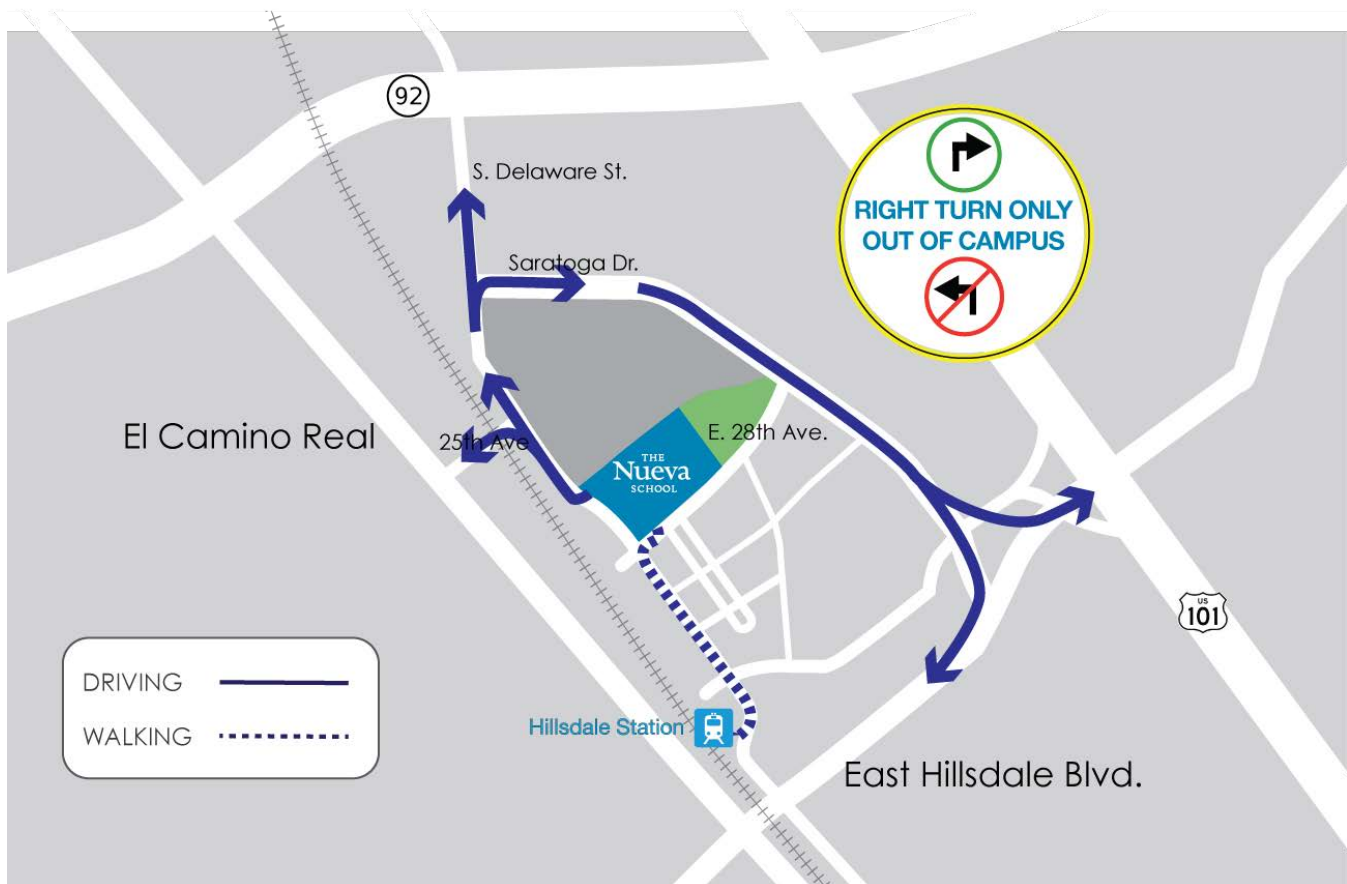 92
S. Delaware St.
RIGHT TURN ONLY
OUT OF CAMPUS
Saratoga Dr.
El Camino Real
25th Ave
E. 28th Ave.
THE
Nueva
SCHOOL
US
101
DRIVING
WALKING
Hillsdale Station
East Hillsdale Blvd.